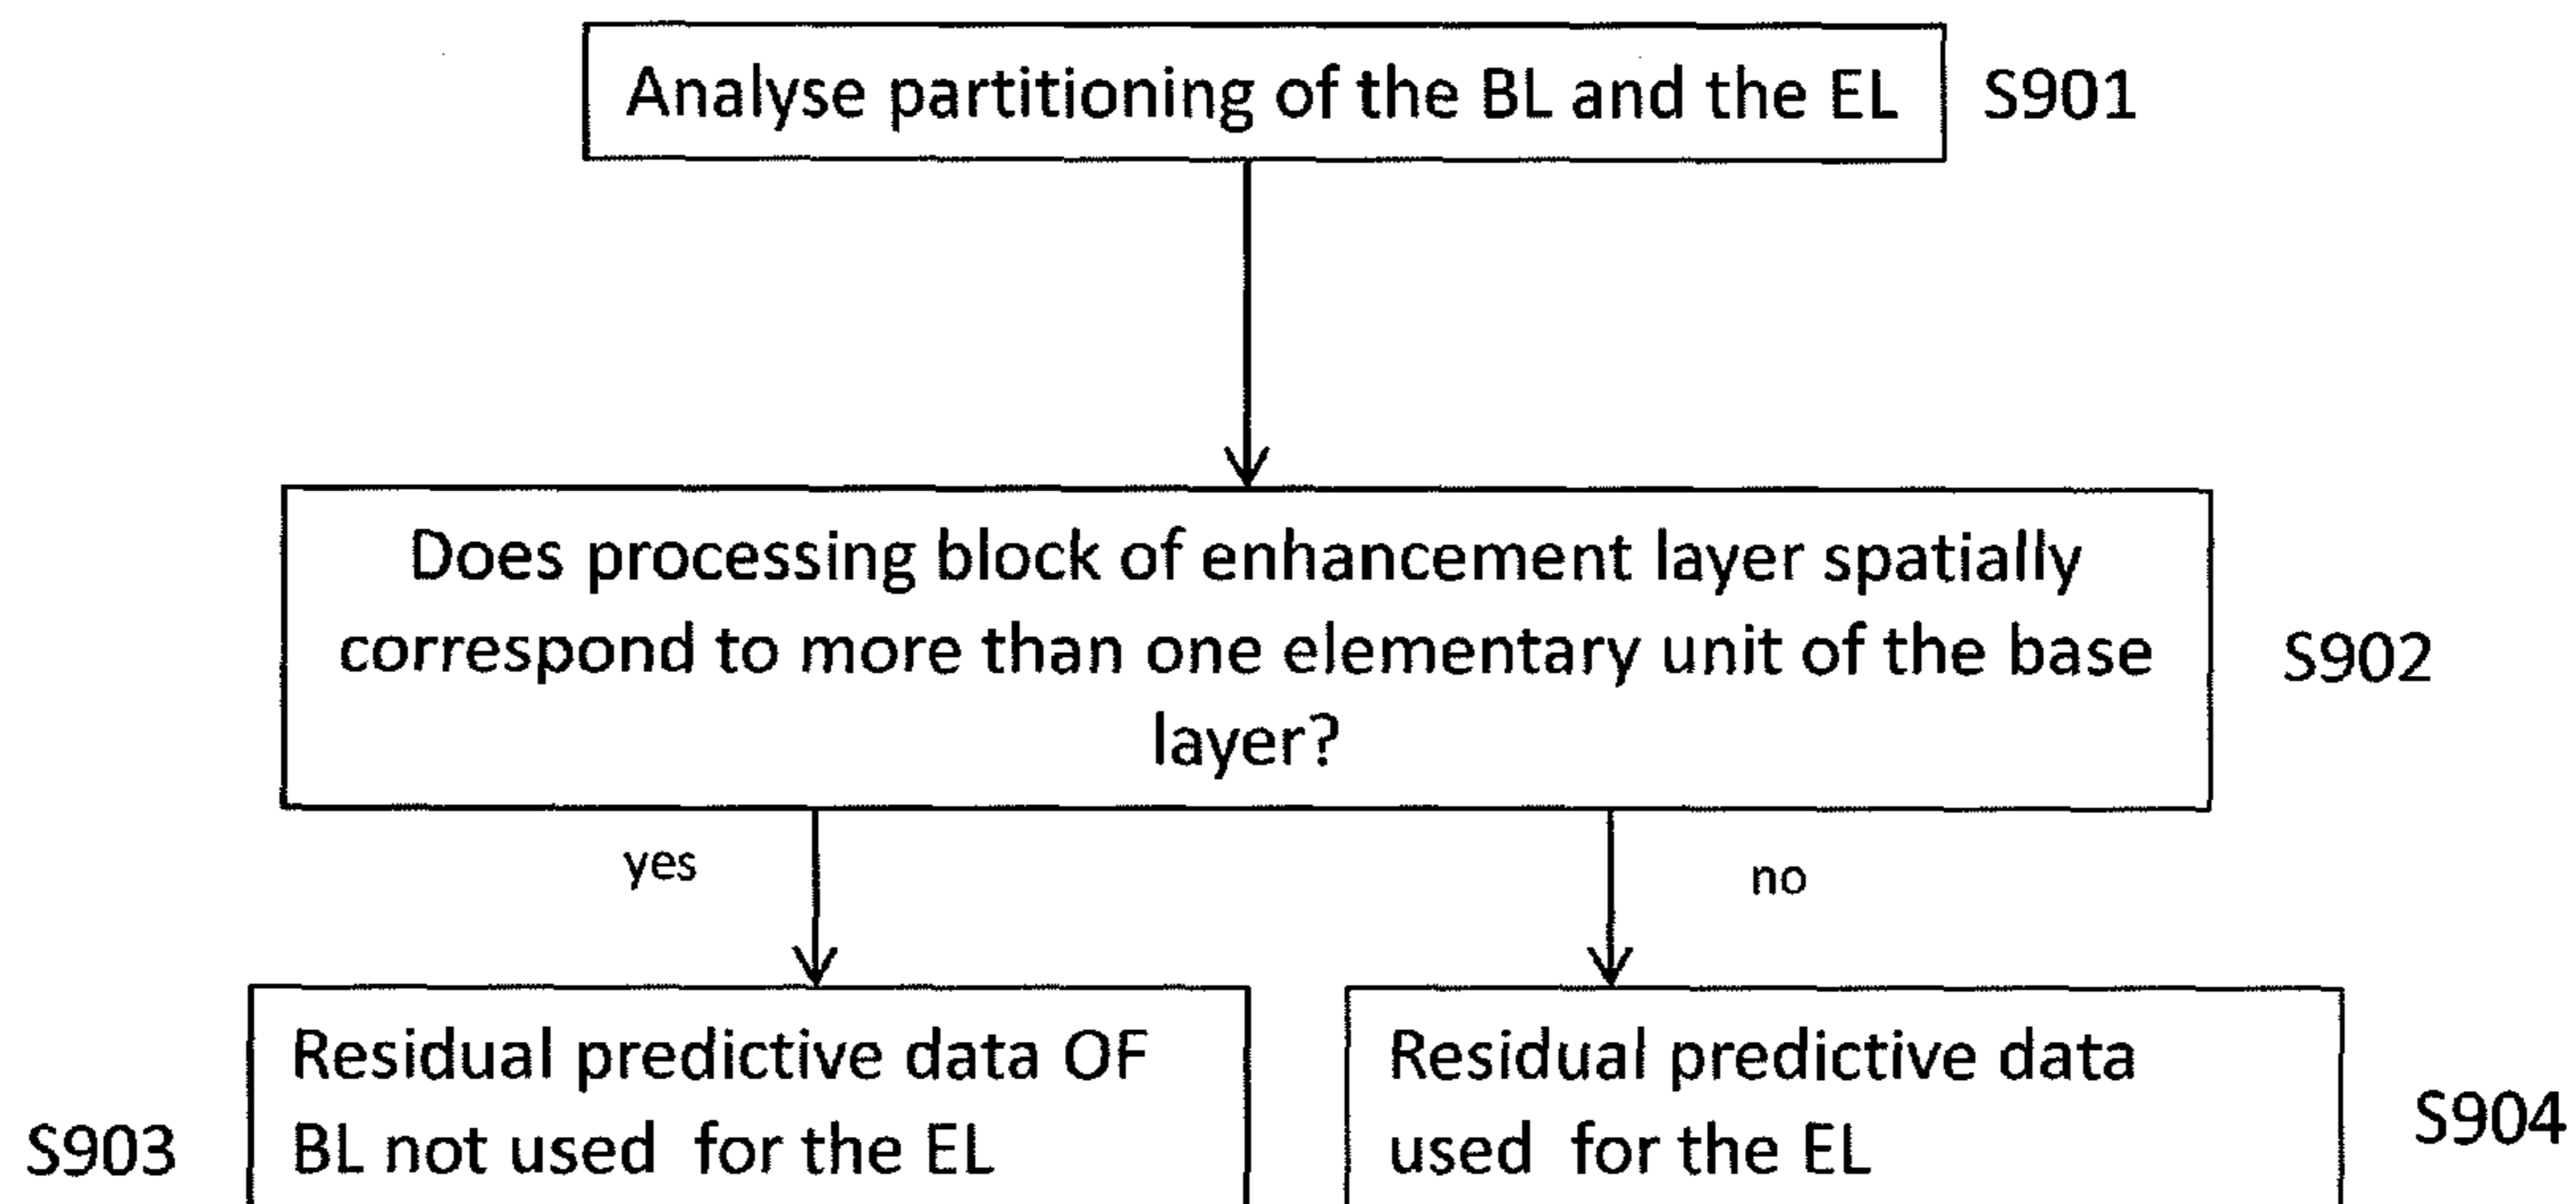 Analyse partitioning of the BL and the EL
S901
Does processing block of enhancement layer spatially
correspond to more than one elementary unit of the base
layer?
S902
yes
no
Residual predictive data OF
BL not used for the EL
S903
Residual predictive data
used for the EL
S904